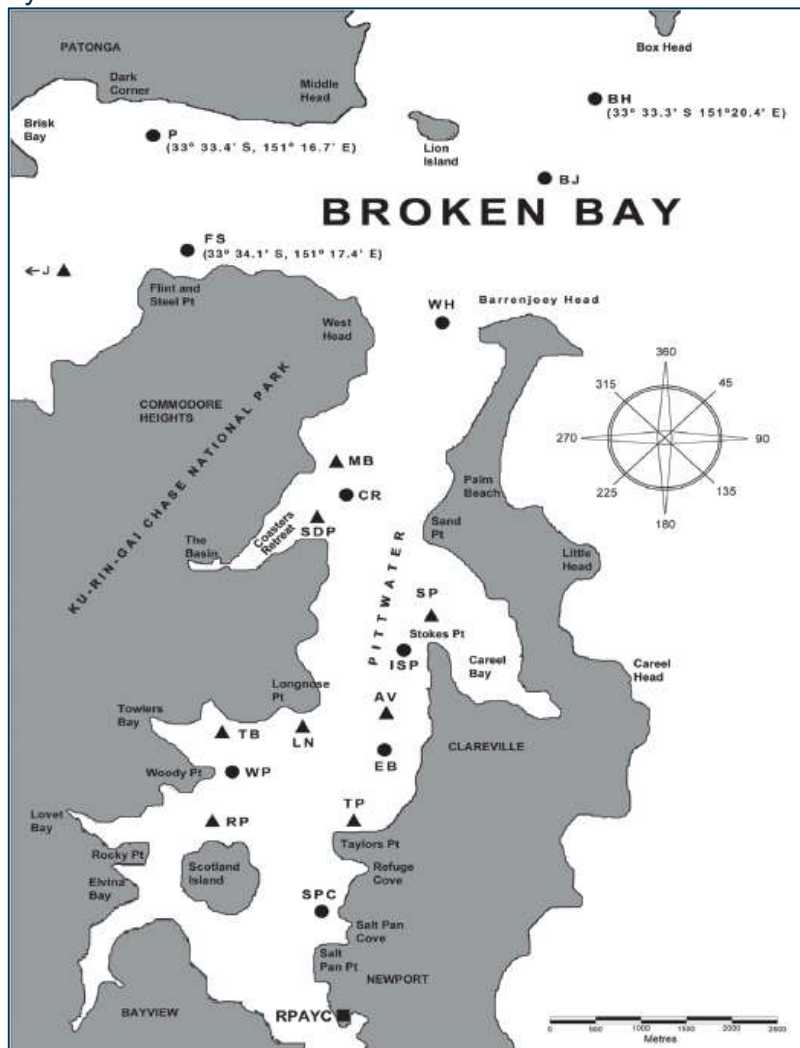 PATONGA
Box Head
Dark
Corner
Middle
Head
BH
(33° 33.3' S 151°20.4' E)
Brisk
Bay
P
(33° 33.4' S, 151° 16.7' E)
Lion
Island
BJ
BROKEN BAY
FS
(33° 34.1' S, 151° 17.4' E)
←J
Flint and
Steel Pt
WH
Barrenjoey Head
West
Head
360
315
45
270
90
225
135
180
COMMODORE
HEIGHTS
KU-RIN-GAI CHASE NATIONAL PARK
MB
CR
Palm
Beach
SDP
Coasters
Retreat
Sand
Pt
The
Basin
Little
Head
PITTWATER
SP
Stokes Pt
ISP
Careel
Bay
Careel
Head
Longnose
Pt
AV
Towlers
Bay
TB
LN
CLAREVILLE
EB
Woody Pt
WP
TP
Lovet
Bay
RP
Taylors Pt
Rocky Pt
Scotland
Island
Refuge
Cove
Elvina
Bay
SPC
Salt Pan
Cove
Salt
Pan Pt
NEWPORT
BAYVIEW
RPAYC
0 500 1000 1500 2000 2500
Metres